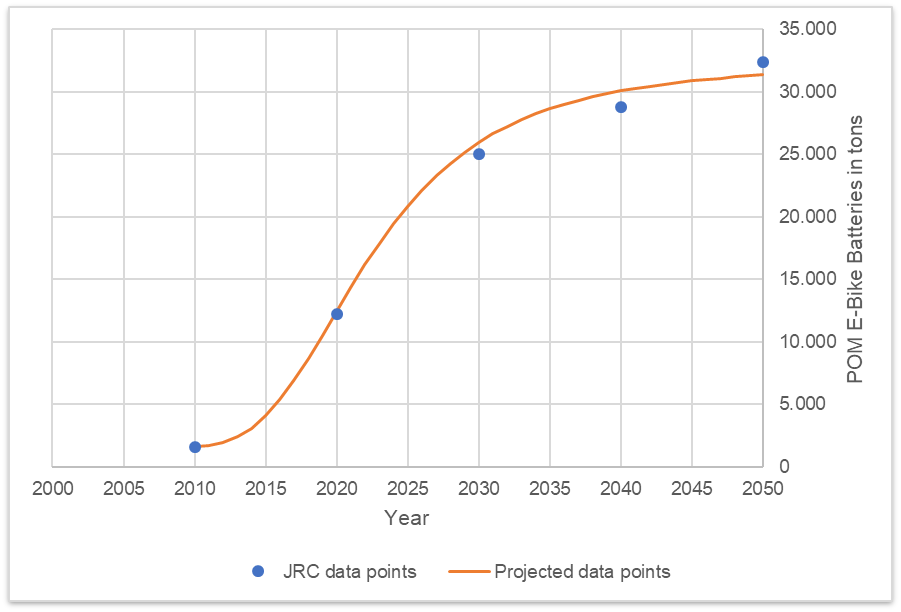 35.000
30.000
25.000
20.000
15.000
10.000
5.000
0
POM E-Bike Batteries in tons
2000 2005 2010 2015 2020 2025 2030 2035 2040 2045 2050
Year
JRC data points Projected data points